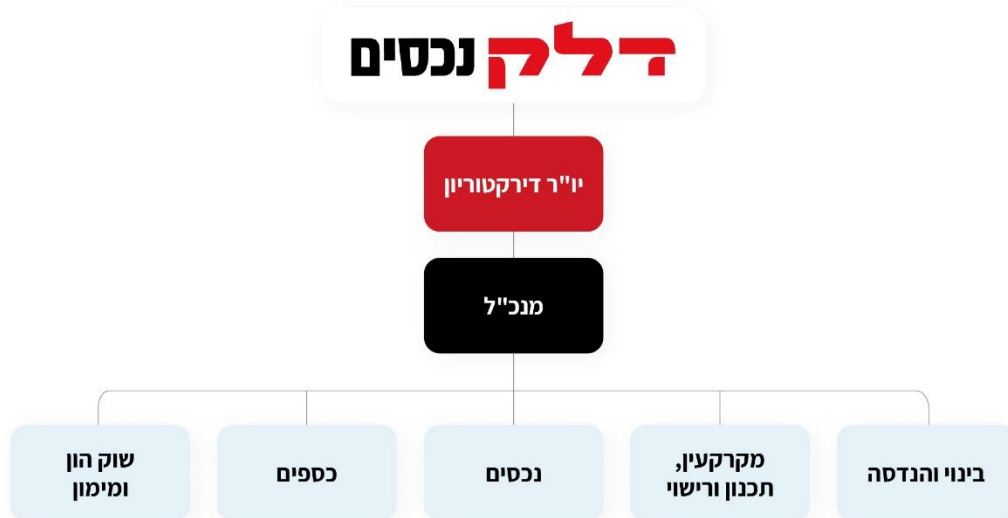 דלק נכסים
יו"ר דירקטוריון
מנכ"ל
בינוי והנדסה
מקרקעין,
תכנון ורישוי
נכסים
כספים
שוק הון
ומימון